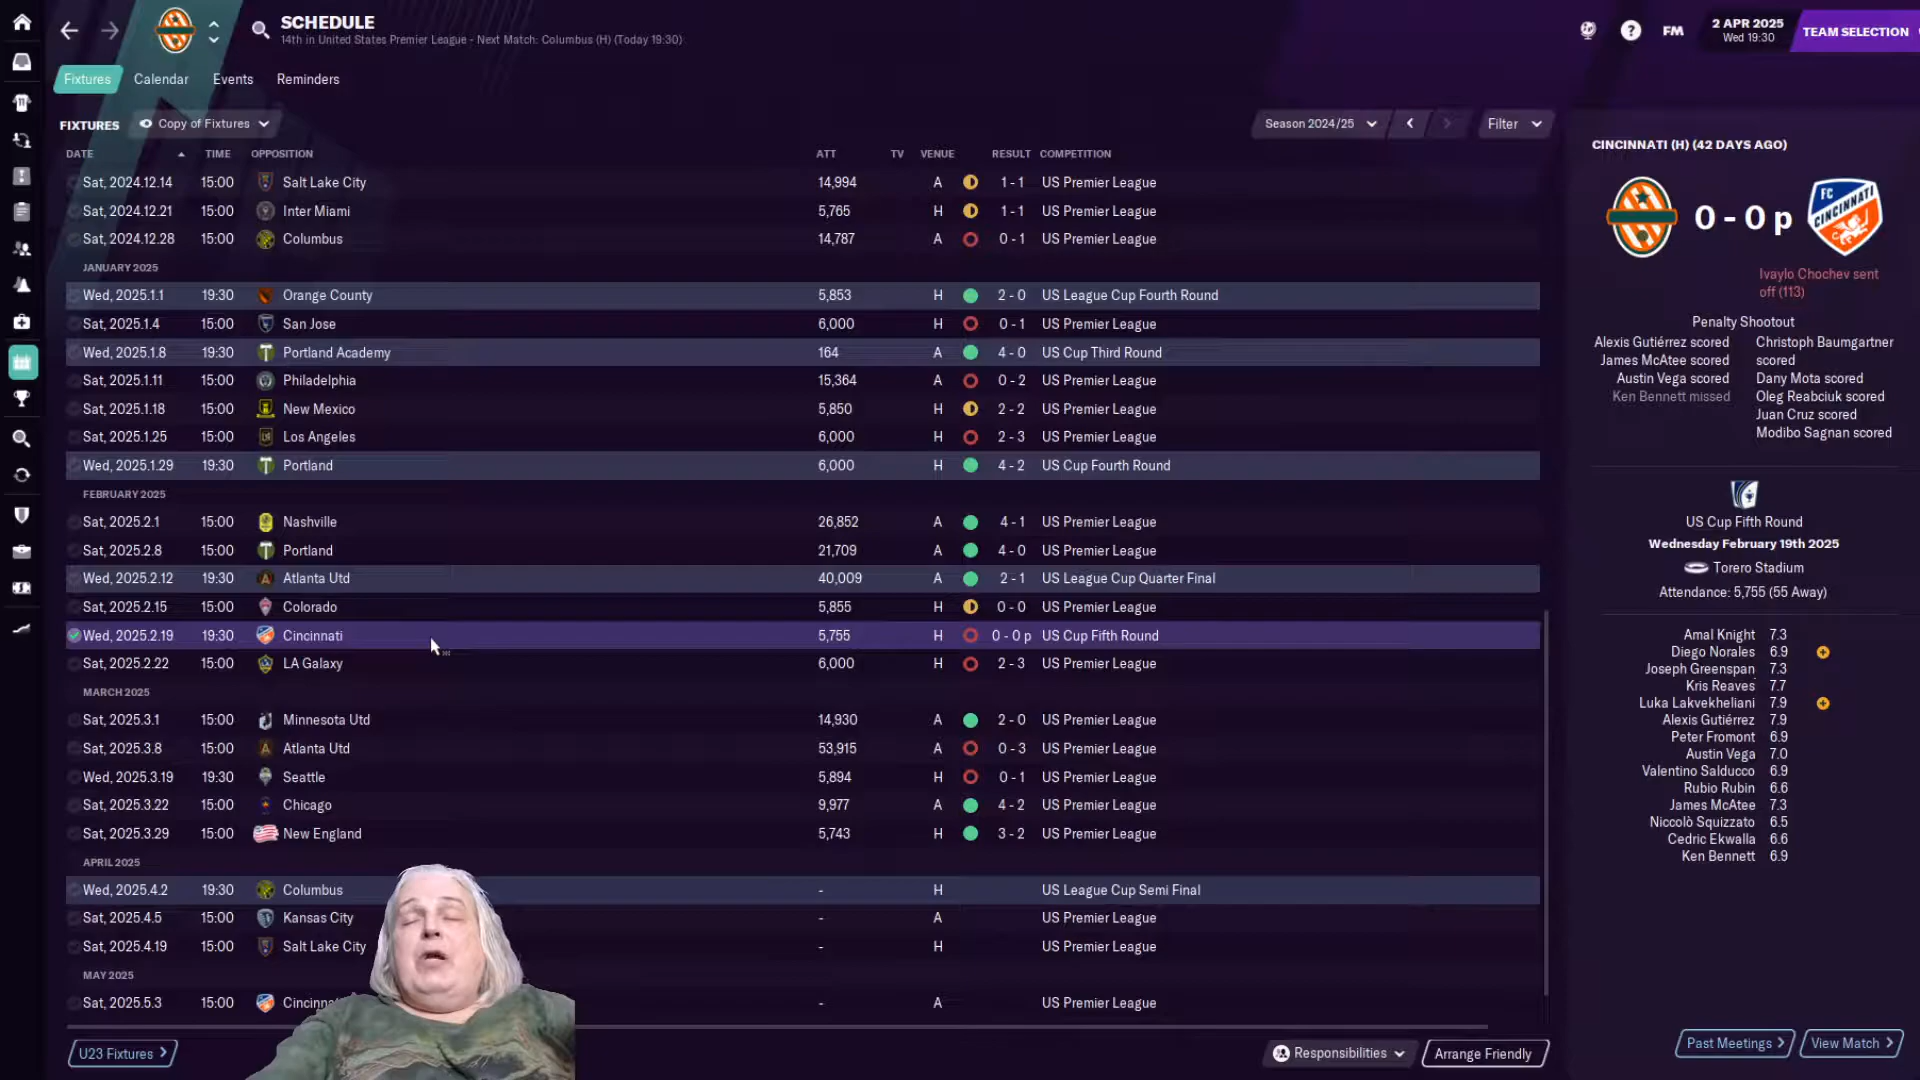 SCHEDULE
14th in United States Premier League - Next Match: Columbus (H) (Today 19:30)
FM
2 APR 2025
Wed 19:30
TEAM SELECTION
Fixtures Calendar Events Reminders
FIXTURES Copy of Fixtures Season 2024/25 Filter
DATE TIME OPPOSITION ATT TV VENUE RESULT COMPETITION
Sat, 2024.12.14 15:00 Salt Lake City 14,994 A 1 - 1 US Premier League
Sat, 2024.12.21 15:00 Inter Miami 5,765 H 1 - 1 US Premier League
Sat, 2024.12.28 15:00 Columbus 14,787 A 0 - 1 US Premier League
JANUARY 2025
Wed, 2025.1.1 19:30 Orange County 5,853 H 2 - 0 US League Cup Fourth Round
Sat, 2025.1.4 15:00 San Jose 6,000 H 0 - 1 US Premier League
Wed, 2025.1.8 19:30 Portland Academy 164 A 4 - 0 US Cup Third Round
Sat, 2025.1.11 15:00 Philadelphia 15,364 A 0 - 2 US Premier League
Sat, 2025.1.18 15:00 New Mexico 5,850 H 2 - 2 US Premier League
Sat, 2025.1.25 15:00 Los Angeles 6,000 H 2 - 3 US Premier League
Wed, 2025.1.29 19:30 Portland 6,000 H 4 - 2 US Cup Fourth Round
FEBRUARY 2025
Sat, 2025.2.1 15:00 Nashville 26,852 A 4 - 1 US Premier League
Sat, 2025.2.8 15:00 Portland 21,709 A 4 - 0 US Premier League
Wed, 2025.2.12 19:30 Atlanta Utd 40,009 A 2 - 1 US League Cup Quarter Final
Sat, 2025.2.15 15:00 Colorado 5,855 H 0 - 0 US Premier League
Wed, 2025.2.19 19:30 Cincinnati 5,755 H 0 - 0 p US Cup Fifth Round
Sat, 2025.2.22 15:00 LA Galaxy 6,000 H 2 - 3 US Premier League
MARCH 2025
Sat, 2025.3.1 15:00 Minnesota Utd 14,930 A 2 - 0 US Premier League
Sat, 2025.3.8 15:00 Atlanta Utd 53,915 A 0 - 3 US Premier League
Wed, 2025.3.19 19:30 Seattle 5,894 H 0 - 1 US Premier League
Sat, 2025.3.22 15:00 Chicago 9,977 A 4 - 2 US Premier League
Sat, 2025.3.29 15:00 New England 5,743 H 3 - 2 US Premier League
APRIL 2025
Wed, 2025.4.2 19:30 Columbus - H US League Cup Semi Final
Sat, 2025.4.5 15:00 Kansas City - A US Premier League
Sat, 2025.4.19 15:00 Salt Lake City - H US Premier League
MAY 2025
Sat, 2025.5.3 15:00 Cincinna - A US Premier League
U23 Fixtures Responsibilities Arrange Friendly
CINCINNATI (H) (42 DAYS AGO)
0 - 0 p
FC CINCINNATI
Ivaylo Chochev sent
off (113)
Penalty Shootout
Alexis Gutiérrez scored
James McAtee scored
Austin Vega scored
Ken Bennett missed
Christoph Baumgartner
scored
Dany Mota scored
Oleg Reabciuk scored
Juan Cruz scored
Modibo Sagnan scored
US Cup Fifth Round
Wednesday February 19th 2025
Torero Stadium
Attendance: 5,755 (55 Away)
Amal Knight 7.3
Diego Norales 6.9
Joseph Greenspan 7.3
Kris Reaves 7.7
Luka Lakvekheliani 7.9
Alexis Gutiérrez 7.9
Peter Fromont 6.9
Austin Vega 7.0
Valentino Salducco 6.9
Rubio Rubin 6.6
James McAtee 7.3
Niccolò Squizzato 6.5
Cedric Ekwalla 6.6
Ken Bennett 6.9
Past Meetings View Match